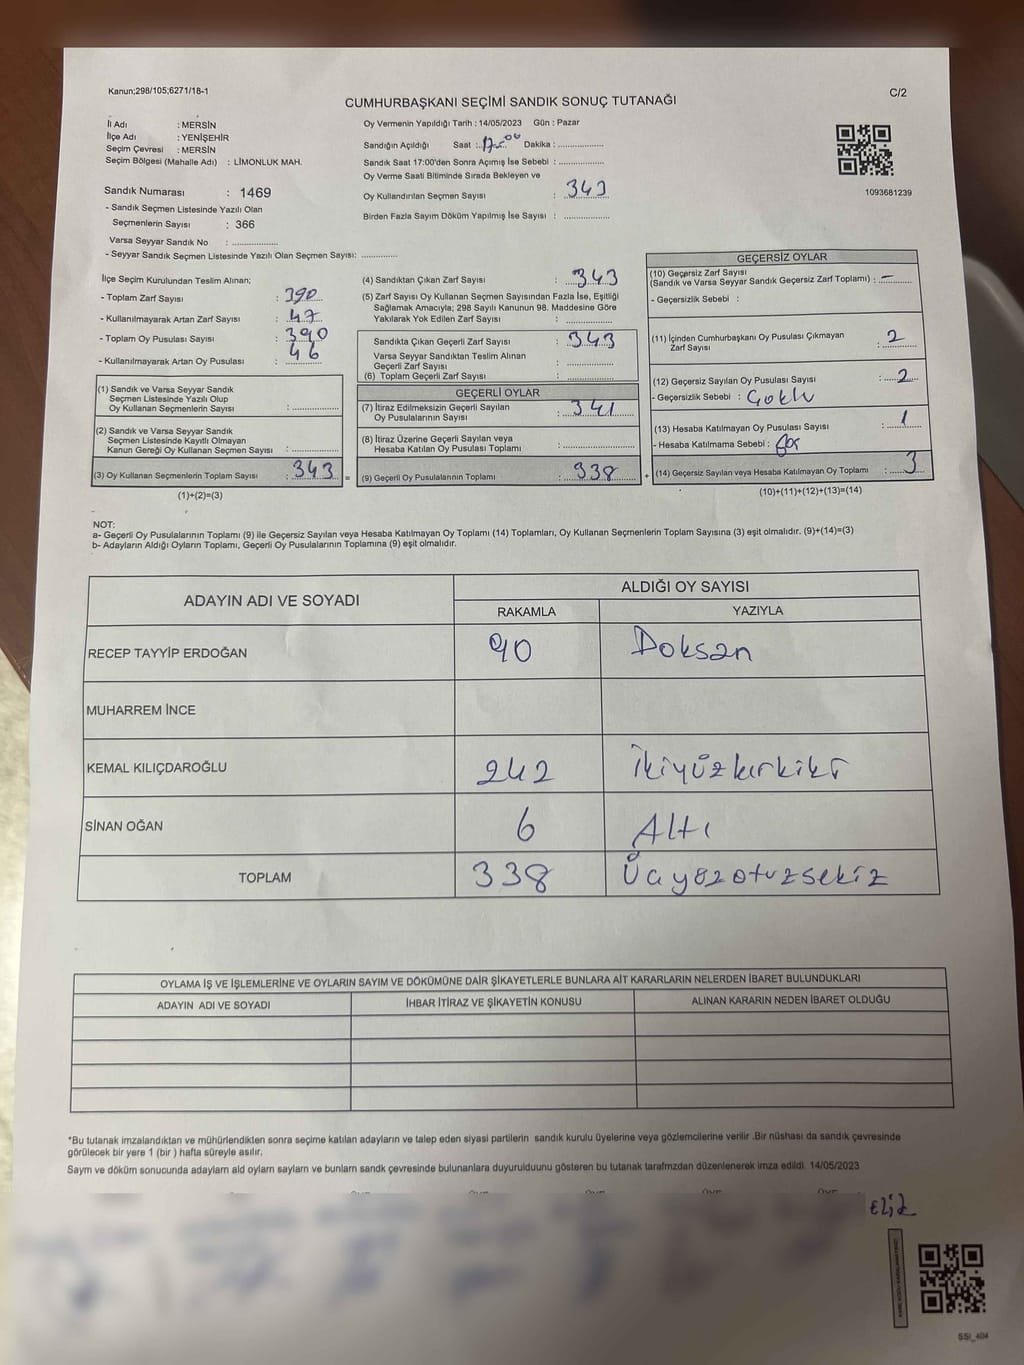 Kanun;298/105;6271/18-1
C/2
CUMHURBAŞKANI SEÇİMİ SANDIK SONUÇ TUTANAĞI
İl Adı : MERSİN
İlçe Adı : YENİŞEHİR
Seçim Çevresi : MERSİN
Seçim Bölgesi (Mahalle Adı) : LİMONLUK MAH.
Oy Vermenin Yapıldığı Tarih : 14/05/2023 Gün : Pazar
Sandığın Açıldığı Saat : 17.00 Dakika : ..............
Sandık Saat 17:00'den Sonra Açımış İse Sebebi : ..............
Oy Verme Saati Bitiminde Sırada Bekleyen ve
Oy Kullandırılan Seçmen Sayısı : 343
Birden Fazla Sayım Döküm Yapılmış İse Sayısı : ..............
1093681239
Sandık Numarası : 1469
- Sandık Seçmen Listesinde Yazılı Olan
Seçmenlerin Sayısı : 366
Varsa Seyyar Sandık No : ..............
- Seyyar Sandık Seçmen Listesinde Yazılı Olan Seçmen Sayısı: ..............
İlçe Seçim Kurulundan Teslim Alınan;
- Toplam Zarf Sayısı : 390
- Kullanılmayarak Artan Zarf Sayısı : 47
- Toplam Oy Pusulası Sayısı : 390
- Kullanılmayarak Artan Oy Pusulası : 46
(1) Sandık ve Varsa Seyyar Sandık
Seçmen Listesinde Yazılı Olup
Oy Kullanan Seçmenlerin Sayısı : ..............
(2) Sandık ve Varsa Seyyar Sandık
Seçmen Listesinde Kayıtlı Olmayan
Kanun Gereği Oy Kullanan Seçmen Sayısı : ..............
(3) Oy Kullanan Seçmenlerin Toplam Sayısı : 343 =
(1)+(2)=(3)
(4) Sandıktan Çıkan Zarf Sayısı : 343
(5) Zarf Sayısı Oy Kullanan Seçmen Sayısından Fazla İse, Eşitliği
Sağlamak Amacıyla; 298 Sayılı Kanunun 98. Maddesine Göre
Yakılarak Yok Edilen Zarf Sayısı : ..............
Sandıkta Çıkan Geçerli Zarf Sayısı : 343
Varsa Seyyar Sandıktan Teslim Alınan
Geçerli Zarf Sayısı : ..............
(6) Toplam Geçerli Zarf Sayısı : ..............
GEÇERLİ OYLAR
(7) İtiraz Edilmeksizin Geçerli Sayılan
Oy Pusulalarının Sayısı : 341
(8) İtiraz Üzerine Geçerli Sayılan veya
Hesaba Katılan Oy Pusulası Toplamı : ..............
(9) Geçerli Oy Pusulalarının Toplamı : 338 +
GEÇERSİZ OYLAR
(10) Geçersiz Zarf Sayısı
(Sandık ve Varsa Seyyar Sandık Geçersiz Zarf Toplamı) : –
- Geçersizlik Sebebi :
(11) İçinden Cumhurbaşkanı Oy Pusulası Çıkmayan
Zarf Sayısı : 2
(12) Geçersiz Sayılan Oy Pusulası Sayısı : 2
- Geçersizlik Sebebi :
(13) Hesaba Katılmayan Oy Pusulası Sayısı : 1
- Hesaba Katılmama Sebebi :
(14) Geçersiz Sayılan veya Hesaba Katılmayan Oy Toplamı : 3
(10)+(11)+(12)+(13)=(14)
NOT:
a- Geçerli Oy Pusulalarının Toplamı (9) ile Geçersiz Sayılan veya Hesaba Katılmayan Oy Toplamı (14) Toplamları, Oy Kullanan Seçmenlerin Toplam Sayısına (3) eşit olmalıdır. (9)+(14)=(3)
b- Adayların Aldığı Oyların Toplamı, Geçerli Oy Pusulalarının Toplamına (9) eşit olmalıdır.
ADAYIN ADI VE SOYADI
ALDIĞI OY SAYISI
RAKAMLA YAZIYLA
RECEP TAYYİP ERDOĞAN 90 Doksan
MUHARREM İNCE
KEMAL KILIÇDAROĞLU 242 İkiyüzkırkiki
SİNAN OĞAN 6 Altı
TOPLAM 338 Üçyüzotuzsekiz
OYLAMA İŞ VE İŞLEMLERİNE VE OYLARIN SAYIM VE DÖKÜMÜNE DAİR ŞİKAYETLERLE BUNLARA AİT KARARLARIN NELERDEN İBARET BULUNDUKLARI
ADAYIN ADI VE SOYADI İHBAR İTİRAZ VE ŞİKAYETİN KONUSU ALINAN KARARIN NEDEN İBARET OLDUĞU
*Bu tutanak imzalandıktan ve mühürlendikten sonra seçime katılan adayların ve talep eden siyasi partilerin sandık kurulu üyelerine veya gözlemcilerine verilir .Bir nüshası da sandık çevresinde
görülecek bir yere 1 (bir ) hafta süreyle asılır.
Saym ve döküm sonucunda adaylarn ald oylarn saylarn ve bunlarn sandk çevresinde bulunanlara duyurulduunu gösteren bu tutanak tarafmzdan düzenlenerek imza edildi. 14/05/2023
SSI_404